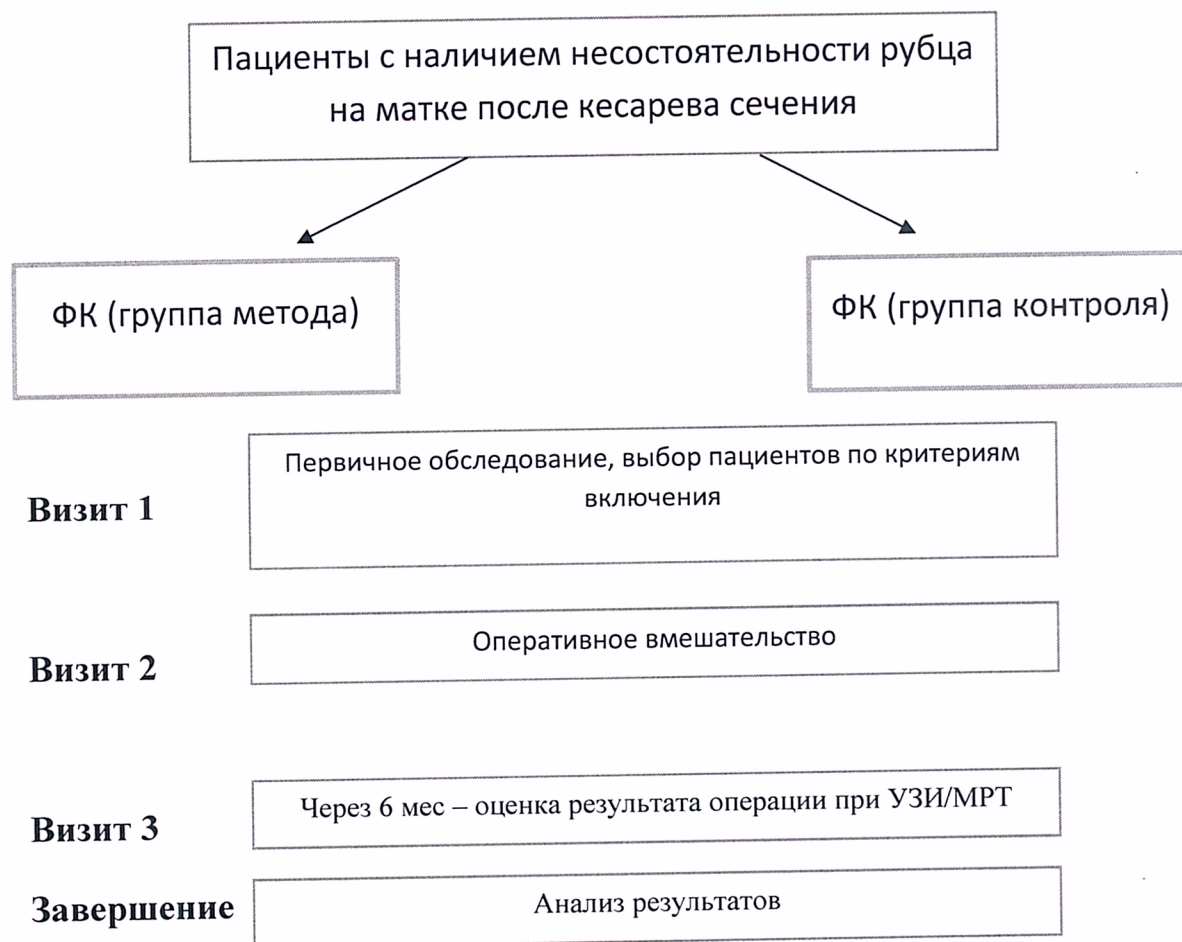 Пациенты с наличием несостоятельности рубца
на матке после кесарева сечения
ФК (группа метода)
ФК (группа контроля)
Визит 1
Первичное обследование, выбор пациентов по критериям
включения
Визит 2
Оперативное вмешательство
Визит 3
Через 6 мес – оценка результата операции при УЗИ/МРТ
Завершение
Анализ результатов